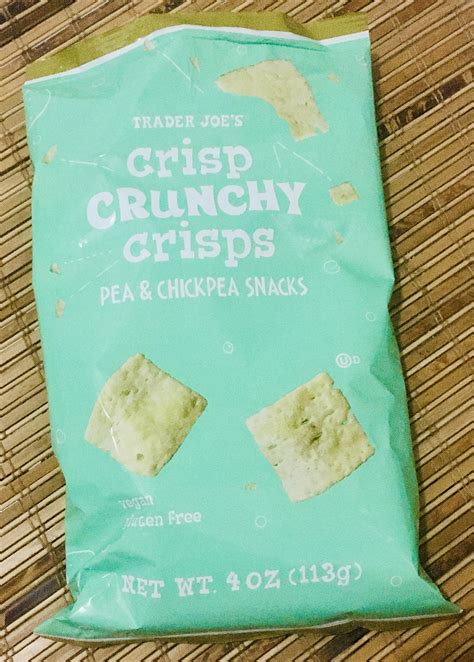 TRADER JOE'S
crisp
CRUNCHY
crisps
PEA & CHICKPEA SNACKS
U D
vegan
gluten free
NET WT. 4 OZ (113g)